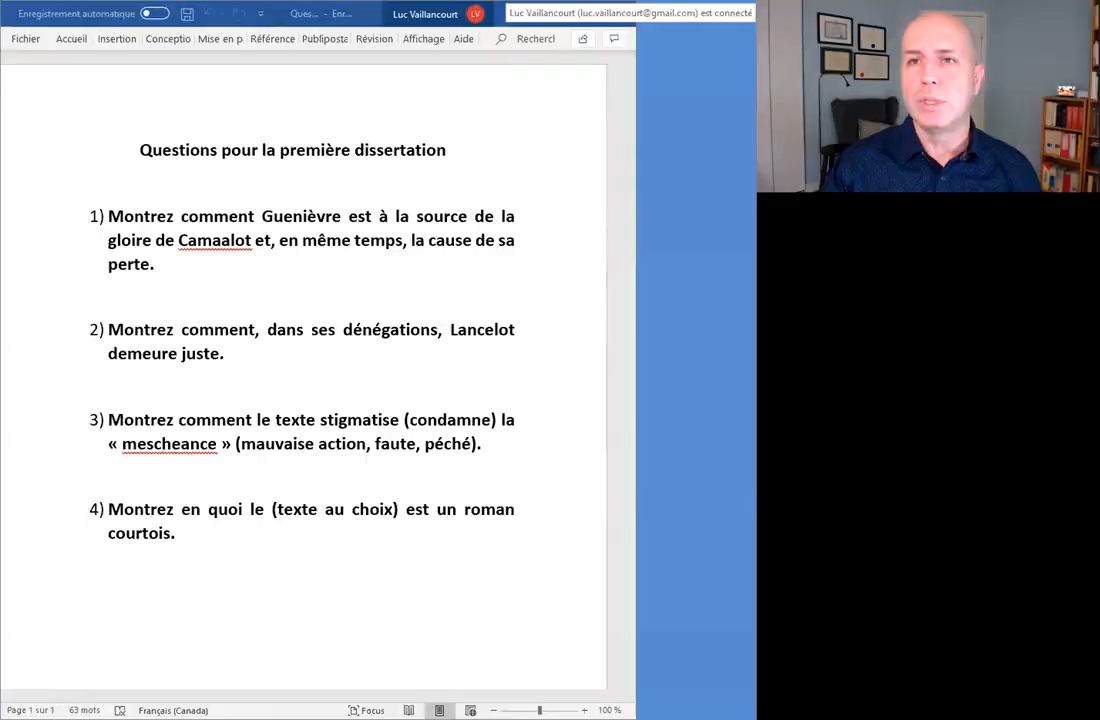 Enregistrement automatique Ques... - Enr... Luc Vaillancourt LV Luc Vaillancourt (luc.vaillancourt@gmail.com) est connecté
Fichier Accueil Insertion Conceptio Mise en p Référence Publiposta Révision Affichage Aide Recherch
Questions pour la première dissertation
1) Montrez comment Guenièvre est à la source de la
gloire de Camaalot et, en même temps, la cause de sa
perte.
2) Montrez comment, dans ses dénégations, Lancelot
demeure juste.
3) Montrez comment le texte stigmatise (condamne) la
« mescheance » (mauvaise action, faute, péché).
4) Montrez en quoi le (texte au choix) est un roman
courtois.
Page 1 sur 1 63 mots Français (Canada) Focus 100 %